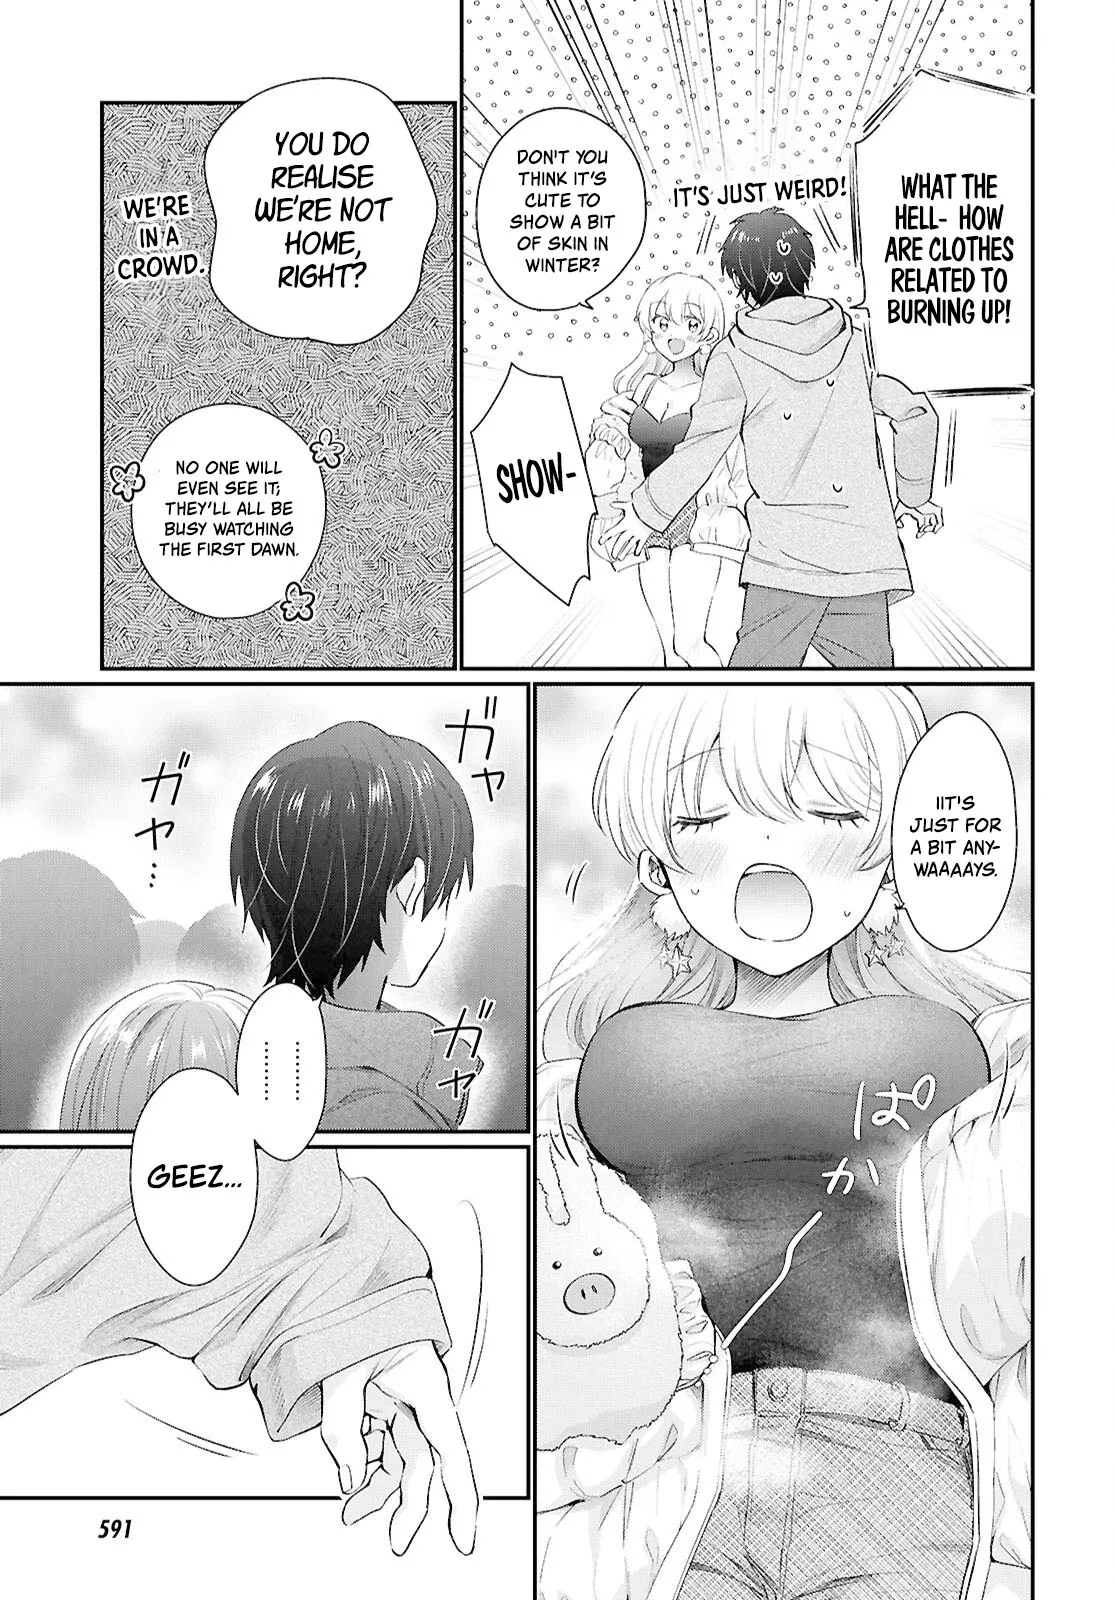 WHAT THE
HELL- HOW
ARE CLOTHES
RELATED TO
BURNING UP!
IT'S JUST WEIRD!
DON'T YOU
THINK IT'S
CUTE TO
SHOW A BIT
OF SKIN IN
WINTER?
SHOW-
YOU DO
REALISE
WE'RE NOT
HOME,
RIGHT?
WE'RE
IN A
CROWD.
NO ONE WILL
EVEN SEE IT;
THEY'LL ALL BE
BUSY WATCHING
THE FIRST DAWN.
IIT'S
JUST FOR
A BIT ANY-
WAAAAYS.
ぱか
ガヤ
ガヤ…
ガヤ
………
………
GEEZ...
591